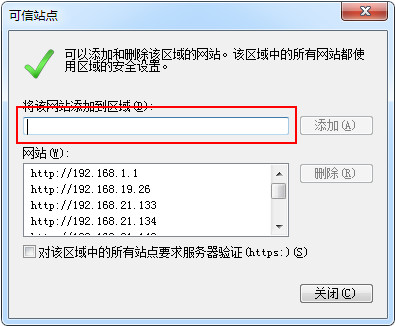 可信站点
可以添加和删除该区域的网站。该区域中的所有网站都使
用区域的安全设置。
将该网站添加到区域(D):
添加(A)
网站(W):
http://192.168.1.1
http://192.168.19.26
http://192.168.21.133
http://192.168.21.134
删除(R)
对该区域中的所有站点要求服务器验证(https:)(S)
关闭(C)